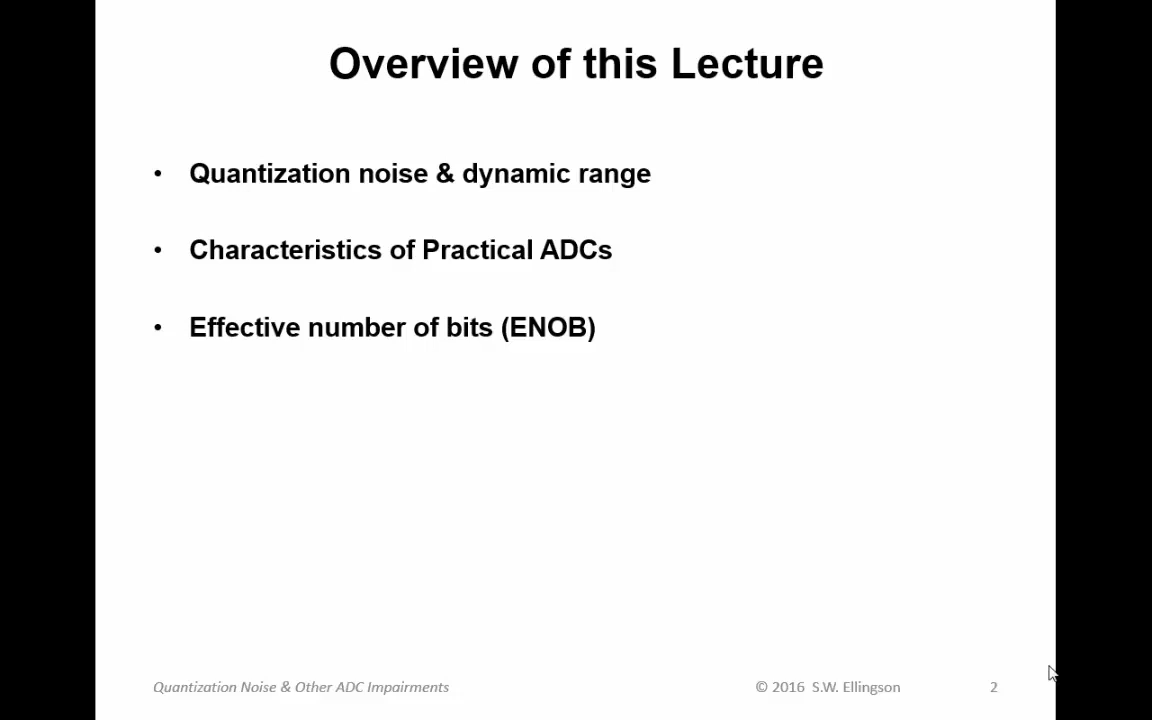 Overview of this Lecture
• Quantization noise & dynamic range
• Characteristics of Practical ADCs
• Effective number of bits (ENOB)
Quantization Noise & Other ADC Impairments © 2016 S.W. Ellingson 2